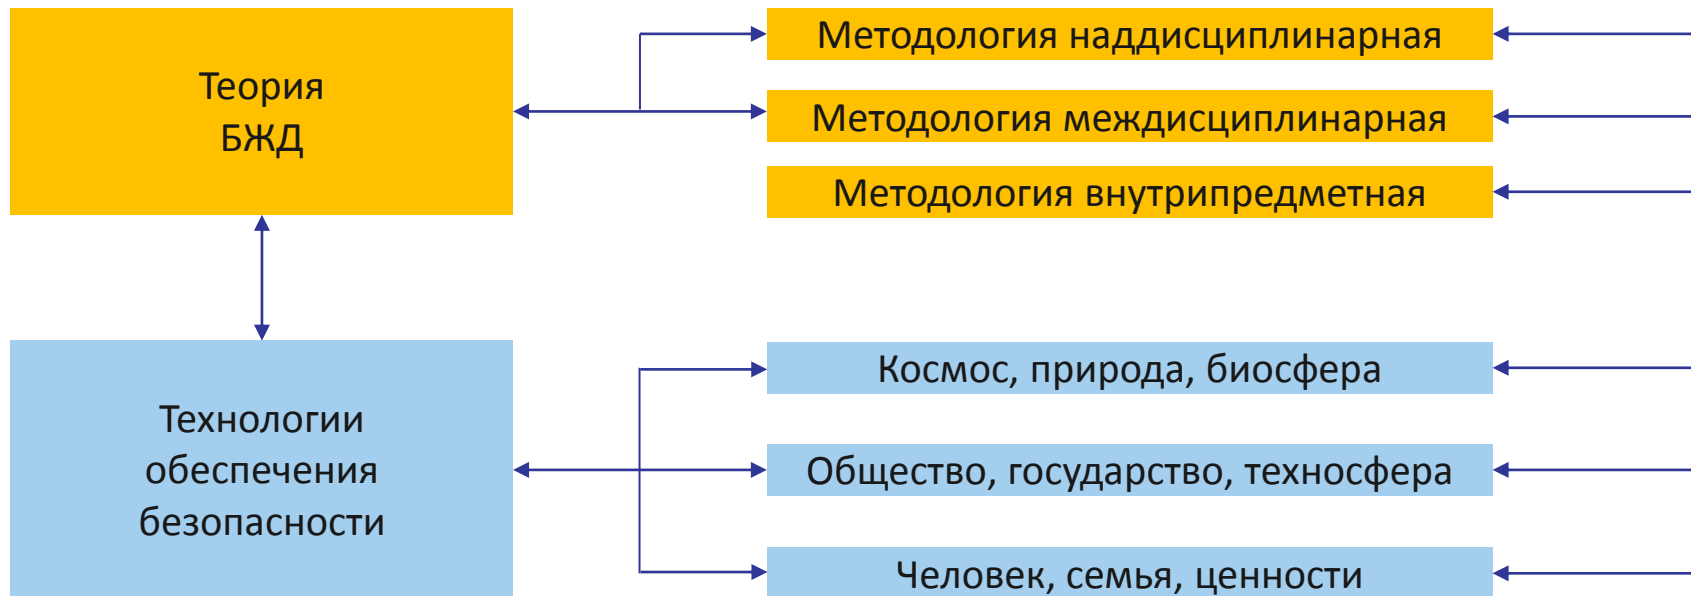 Теория
БЖД
Методология наддисциплинарная
Методология междисциплинарная
Методология внутрипредметная
Технологии
обеспечения
безопасности
Космос, природа, биосфера
Общество, государство, техносфера
Человек, семья, ценности